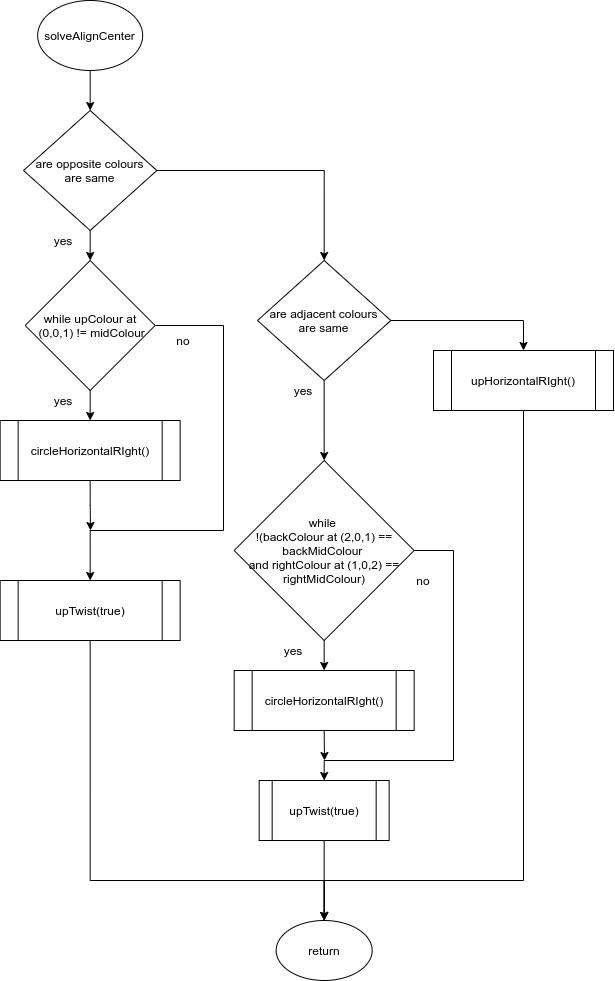 solveAlignCenter
are opposite colours
are same
yes
while upColour at
(0,0,1) != midColour
no
yes
circleHorizontalRIght()
upTwist(true)
are adjacent colours
are same
yes
upHorizontalRIght()
while
!(backColour at (2,0,1) ==
backMidColour
and rightColour at (1,0,2) ==
rightMidColour)
no
yes
circleHorizontalRIght()
upTwist(true)
return